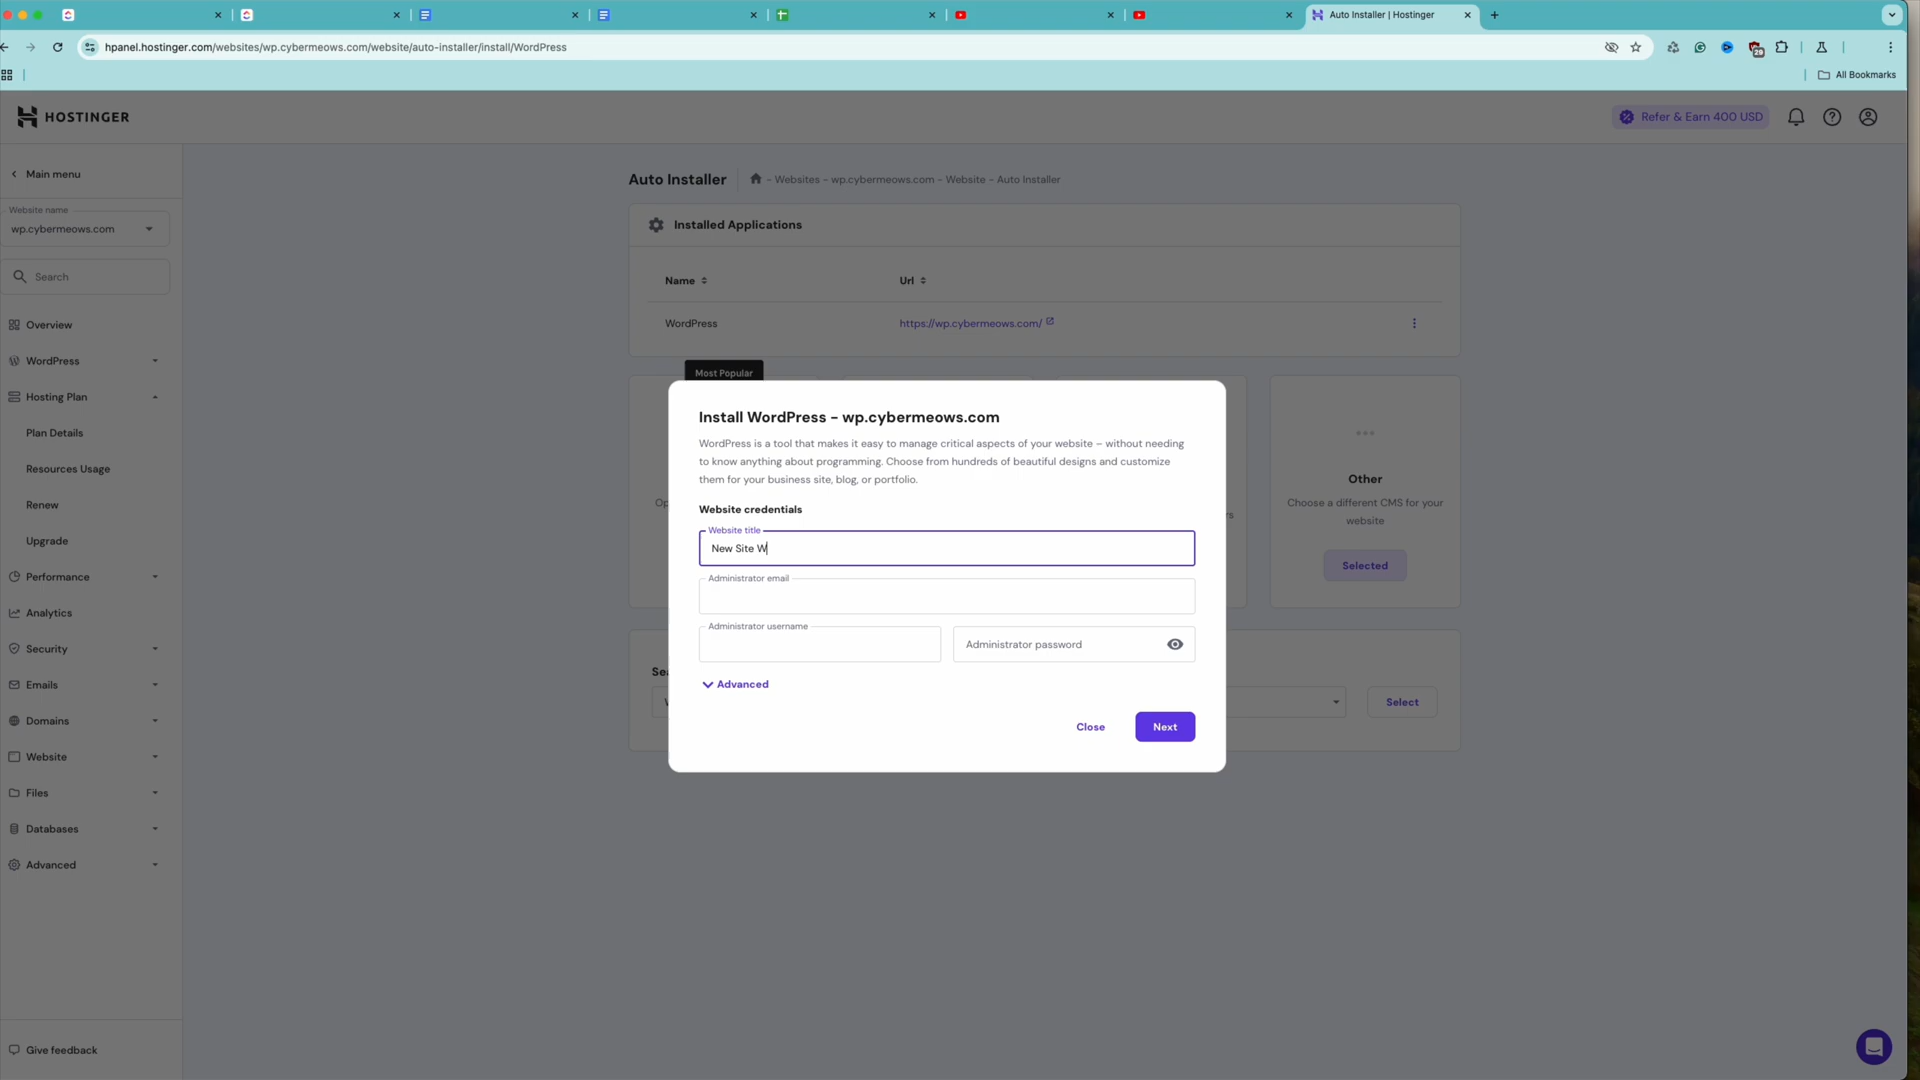 Auto Installer | Hostinger
hpanel.hostinger.com/websites/wp.cybermeows.com/website/auto-installer/install/WordPress
29
All Bookmarks
HOSTINGER
Refer & Earn 400 USD
Main menu
Auto Installer
- Websites - wp.cybermeows.com - Website - Auto Installer
Website name
wp.cybermeows.com
Installed Applications
Search
Name
Url
WordPress
https://wp.cybermeows.com/
Overview
WordPress
Hosting Plan
Plan Details
Resources Usage
Renew
Upgrade
Performance
Analytics
Security
Emails
Domains
Website
Files
Databases
Advanced
Give feedback
Most Popular
Install WordPress - wp.cybermeows.com
WordPress is a tool that makes it easy to manage critical aspects of your website – without needing
to know anything about programming. Choose from hundreds of beautiful designs and customize
them for your business site, blog, or portfolio.
Website credentials
Website title
New Site W
Administrator email
Administrator username
Administrator password
Advanced
Close
Next
Other
Choose a different CMS for your
website
Selected
Select